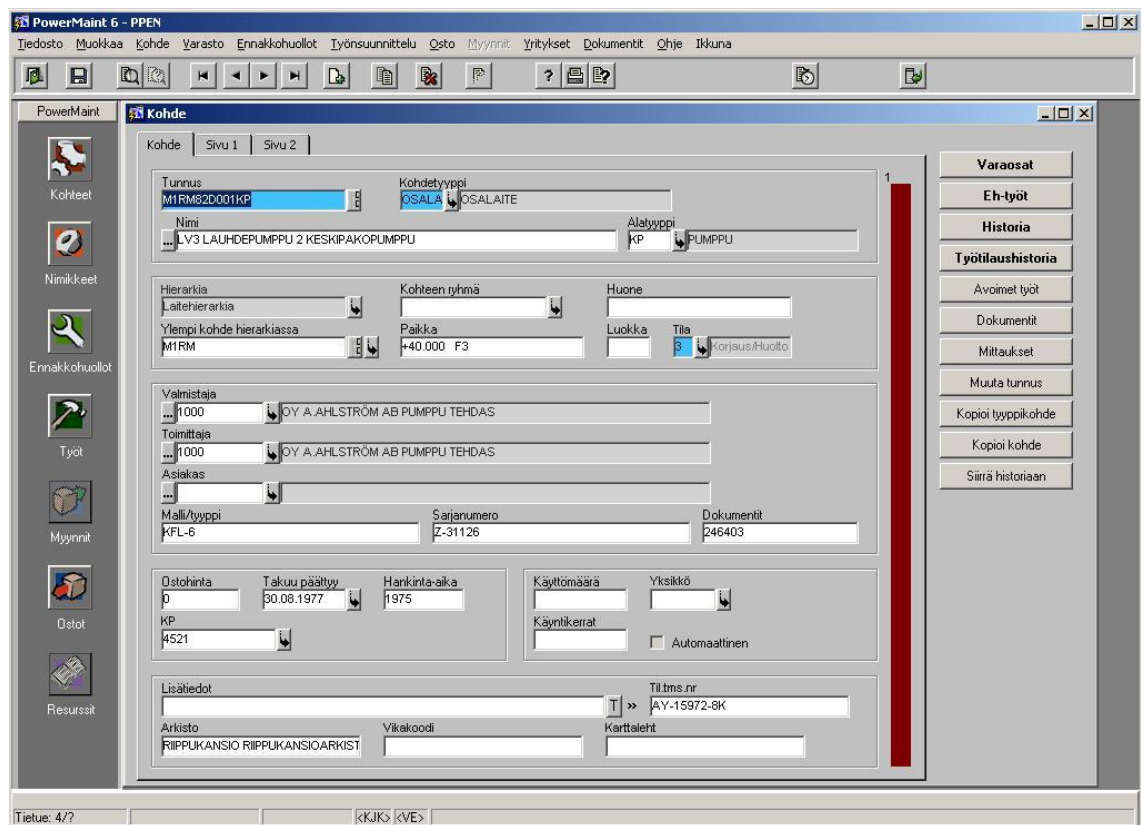 PowerMaint 6 - PPEN
Tiedosto Muokkaa Kohde Varasto Ennakkohuollot Työnsuunnittelu Osto Myynnit Yritykset Dokumentit Ohje Ikkuna
PowerMaint
Kohteet
Nimikkeet
Ennakkohuollot
Työt
Myynnit
Ostot
Resurssit
Kohde
Kohde Sivu 1 Sivu 2
Tunnus Kohdetyyppi
M1RM82D001KP OSALA OSALAITE
Nimi Alatyyppi
... LV3 LAUHDEPUMPPU 2 KESKIPAKOPUMPPU KP PUMPPU
Hierarkia Kohteen ryhmä Huone
Laitehierarkia
Ylempi kohde hierarkiassa Paikka Luokka Tila
M1RM +40.000 F3 3 Korjaus/Huolto
Valmistaja
... 1000 OY A.AHLSTRÖM AB PUMPPU TEHDAS
Toimittaja
... 1000 OY A.AHLSTRÖM AB PUMPPU TEHDAS
Asiakas
...
Malli/tyyppi Sarjanumero Dokumentit
KFL-6 Z-31126 246403
Ostohinta Takuu päättyy Hankinta-aika Käyttömäärä Yksikkö
0 30.08.1977 1975
KP Käyntikerrat
4521 Automaattinen
Lisätiedot Til.tms.nr
T » AY-15972-8K
Arkisto Vikakoodi Karttaleht
RIIPPUKANSIO RIIPPUKANSIOARKIST
1
Varaosat
Eh-työt
Historia
Työtilaushistoria
Avoimet työt
Dokumentit
Mittaukset
Muuta tunnus
Kopioi tyyppikohde
Kopioi kohde
Siirrä historiaan
Tietue: 4/? <KJK> <VE>